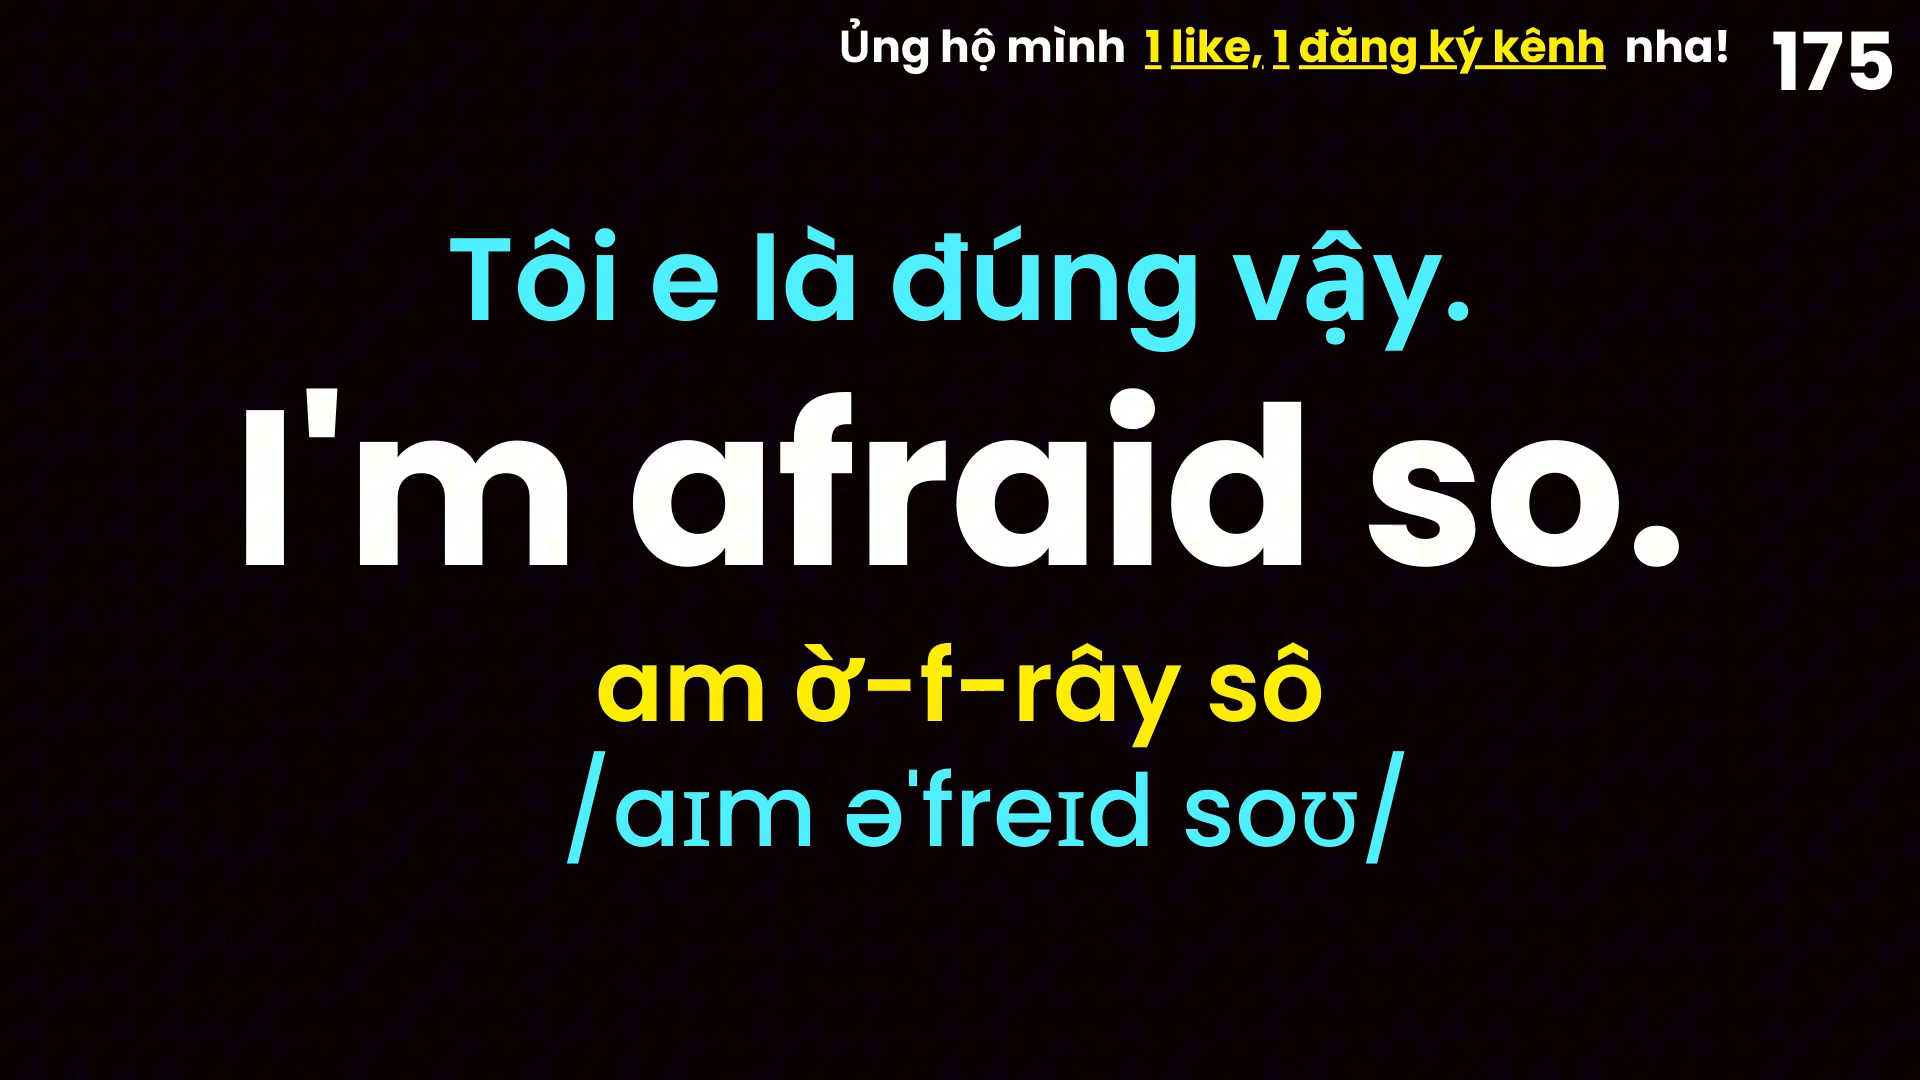 Ủng hộ mình 1 like, 1 đăng ký kênh nha! 175
Tôi e là đúng vậy.
I'm afraid so.
am ờ-f-rây sô
/aɪm əˈfreɪd soʊ/